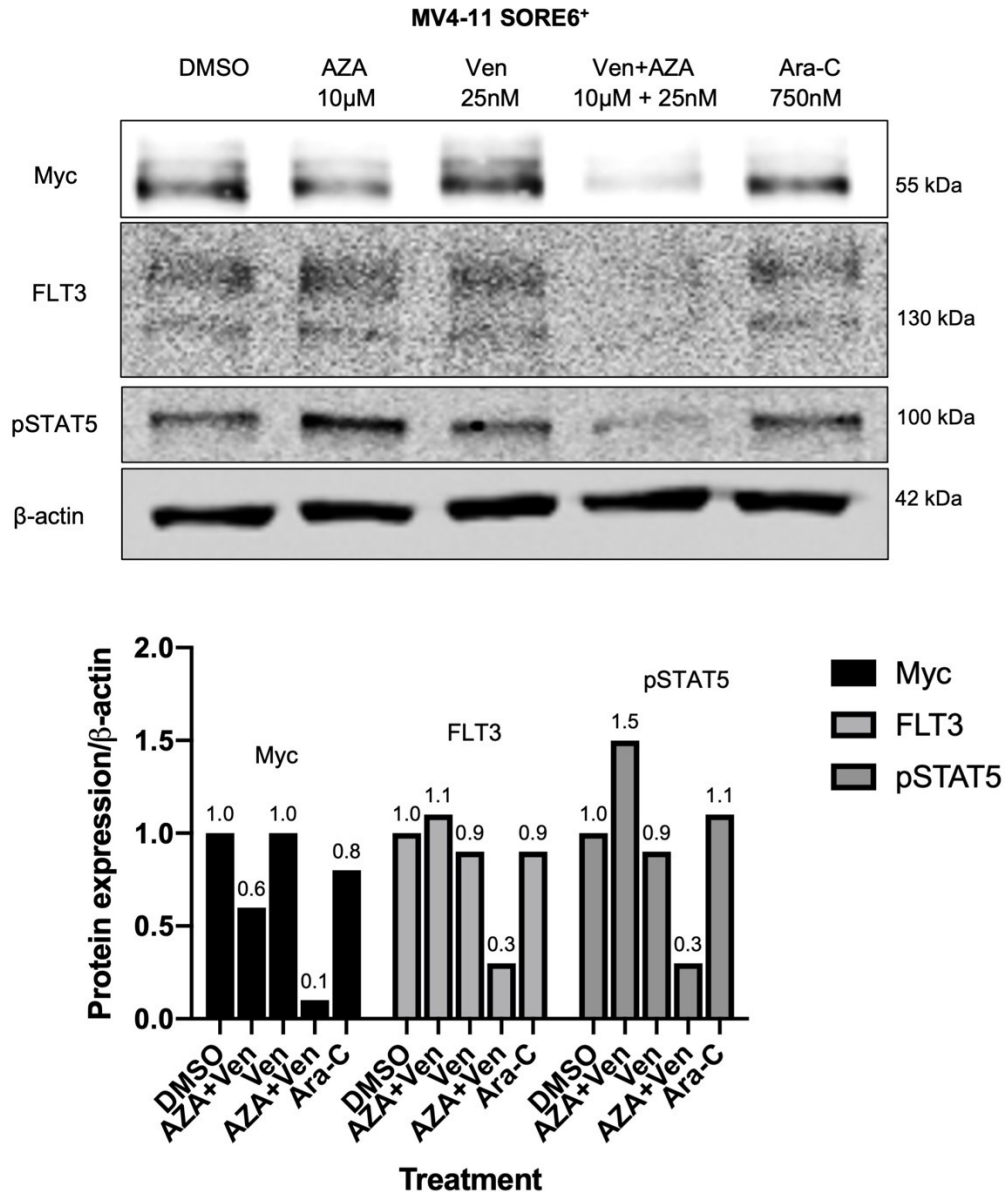 MV4-11 SORE6⁺
DMSO AZA Ven Ven+AZA Ara-C
10µM 25nM 10µM + 25nM 750nM
Myc 55 kDa
FLT3
130 kDa
pSTAT5 100 kDa
β-actin 42 kDa
2.0
1.5
1.0
0.5
0.0
Protein expression/β-actin
Myc
FLT3
pSTAT5
1.0 0.6 1.0 0.1 0.8
1.0 1.1 0.9 0.3 0.9
1.0 1.5 0.9 0.3 1.1
DMSO AZA+Ven Ven AZA+Ven Ara-C
DMSO AZA+Ven Ven AZA+Ven Ara-C
DMSO AZA+Ven Ven AZA+Ven Ara-C
Treatment
Myc
FLT3
pSTAT5